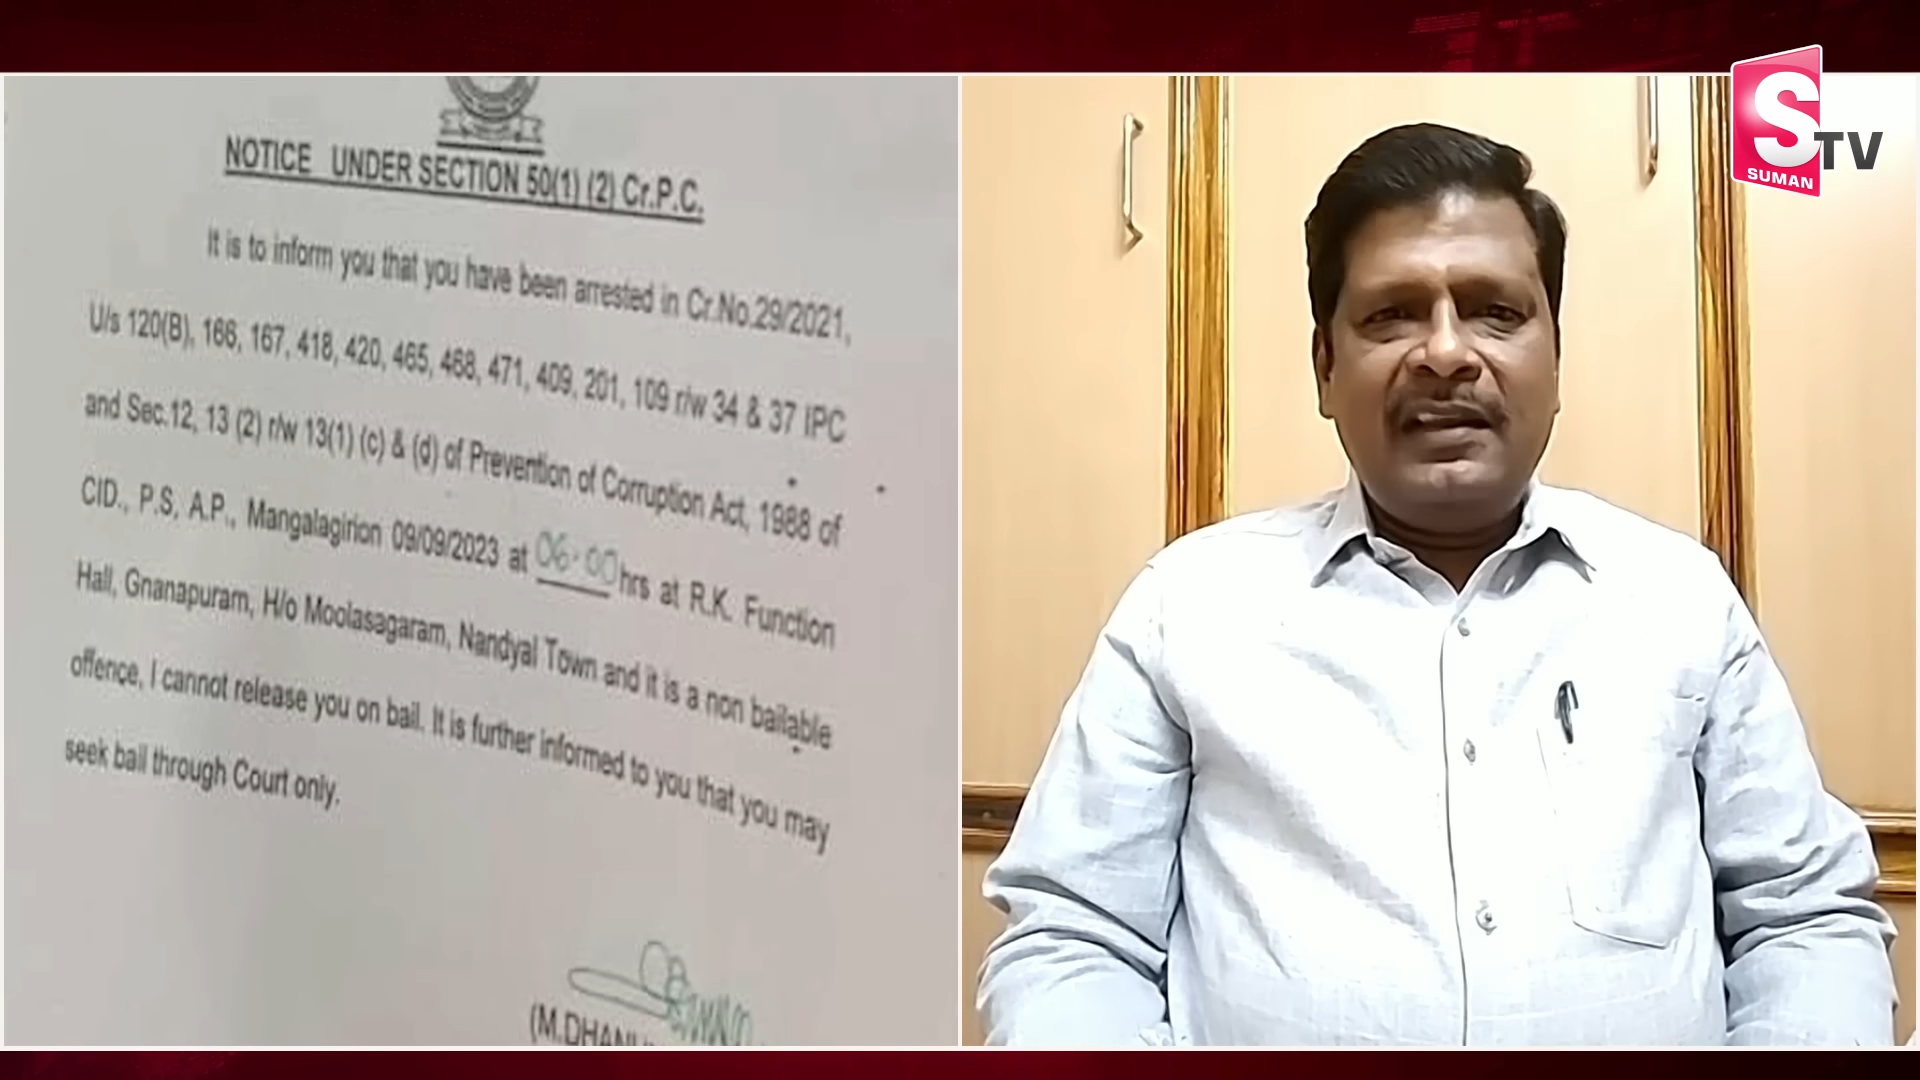 NOTICE UNDER SECTION 50(1) (2) Cr.P.C.
It is to inform you that you have been arrested in Cr.No.29/2021,
U/s 120(B), 166, 167, 418, 420, 465, 468, 471, 409, 201, 109 r/w 34 & 37 IPC
and Sec.12, 13 (2) r/w 13(1) (c) & (d) of Prevention of Corruption Act, 1988 of
CID., P.S, A.P., Mangalagirion 09/09/2023 at 06:00 hrs at R.K. Function
Hall, Gnanapuram, H/o Moolasagaram, Nandyal Town and it is a non bailable
offence, I cannot release you on bail. It is further informed to you that you may
seek bail through Court only.
S TV
SUMAN